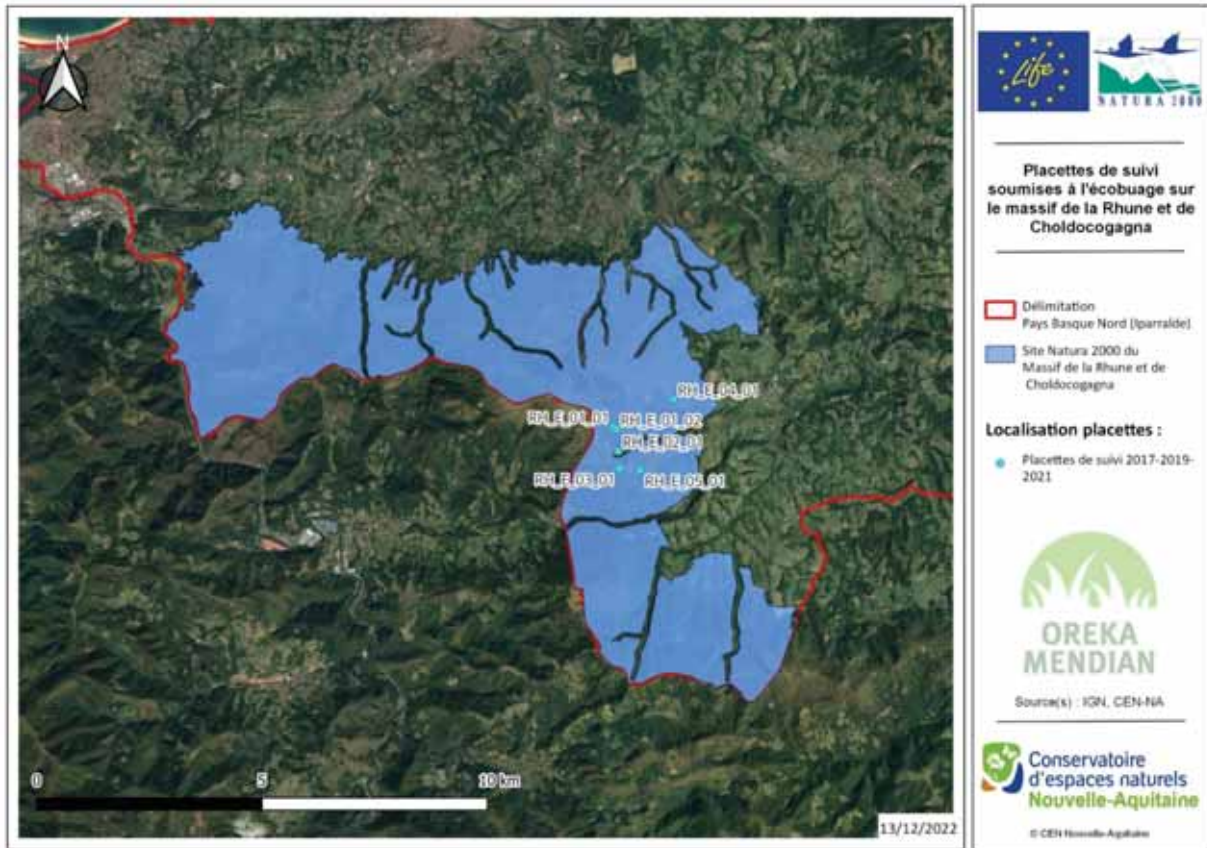 N
RH_E_04_01
RH_E_01_01
RH_E_01_02
RH_E_02_01
RH_E_03_01
RH_E_05_01
0
5
10 km
13/12/2022
Life
NATURA 2000
Placettes de suivi
soumises à l'écobuage sur
le massif de la Rhune et de
Choldocogagna
Délimitation
Pays Basque Nord (Iparralde)
Site Natura 2000 du
Massif de la Rhune et de
Choldocogagna
Localisation placettes :
Placettes de suivi 2017-2019-
2021
OREKA
MENDIAN
Source(s) : IGN, CEN-NA
Conservatoire
d'espaces naturels
Nouvelle-Aquitaine
© CEN Nouvelle-Aquitaine